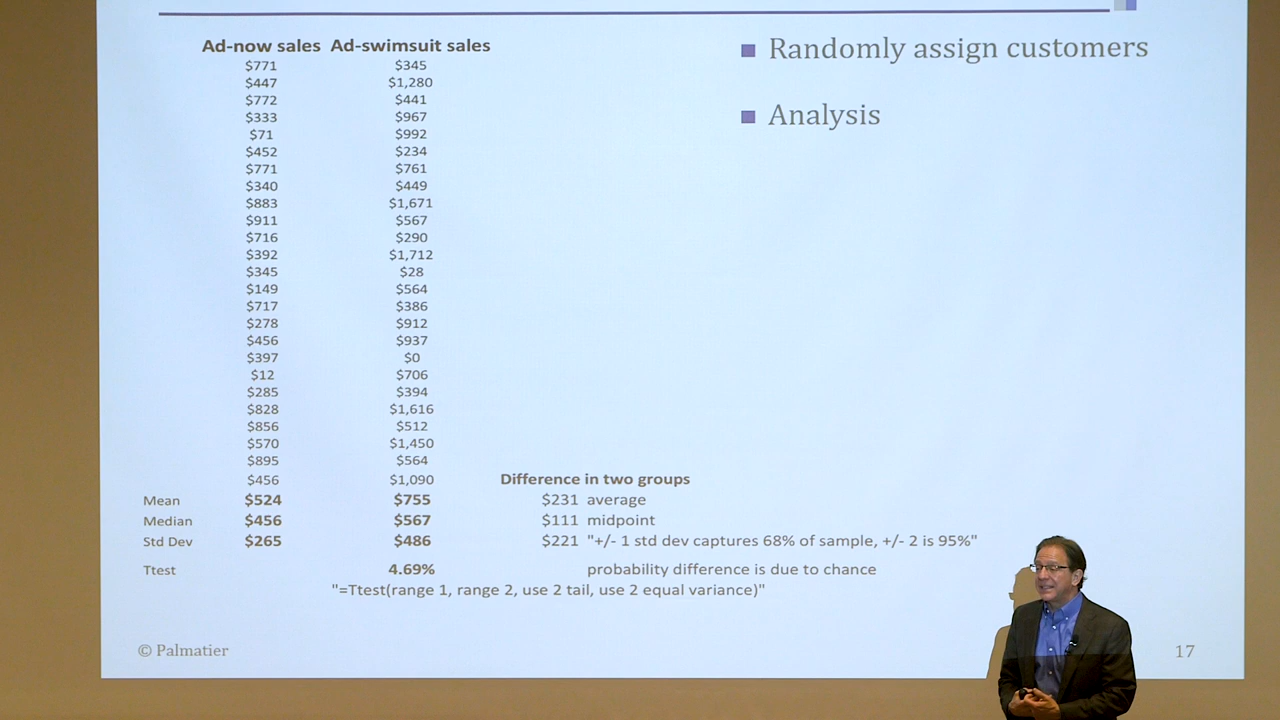 Ad-now sales Ad-swimsuit sales
$771 $345
$447 $1,280
$772 $441
$333 $967
$71 $992
$452 $234
$771 $761
$340 $449
$883 $1,671
$911 $567
$716 $290
$392 $1,712
$345 $28
$149 $564
$717 $386
$278 $912
$456 $937
$397 $0
$12 $706
$285 $394
$828 $1,616
$856 $512
$570 $1,450
$895 $564
$456 $1,090 Difference in two groups
Mean $524 $755 $231 average
Median $456 $567 $111 midpoint
Std Dev $265 $486 $221 "+/- 1 std dev captures 68% of sample, +/- 2 is 95%"
Ttest 4.69% probability difference is due to chance
"=Ttest(range 1, range 2, use 2 tail, use 2 equal variance)"
Randomly assign customers
Analysis
© Palmatier 17